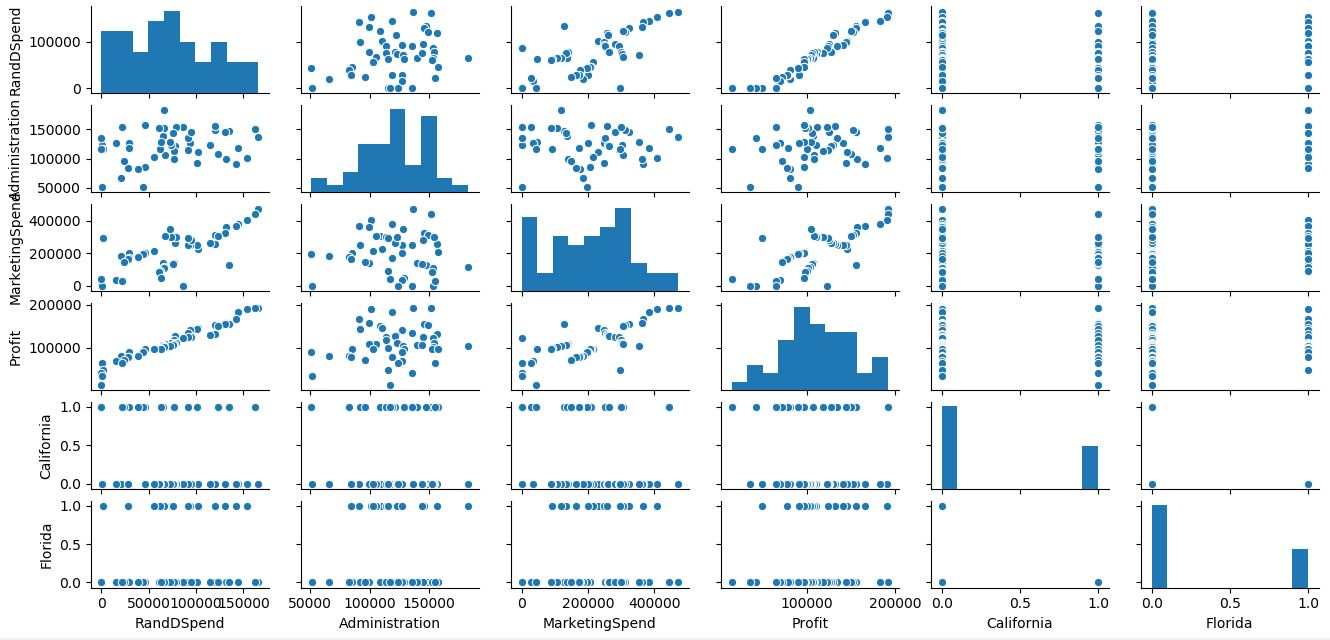 RandDSpend
100000
0
Administration
150000
100000
50000
MarketingSpend
400000
200000
0
Profit
200000
100000
California
1.0
0.5
0.0
Florida
1.0
0.5
0.0
0 50000 100000 150000 50000 100000 150000 0 200000 400000 100000 200000 0.0 0.5 1.0 0.0 0.5 1.0
RandDSpend Administration MarketingSpend Profit California Florida